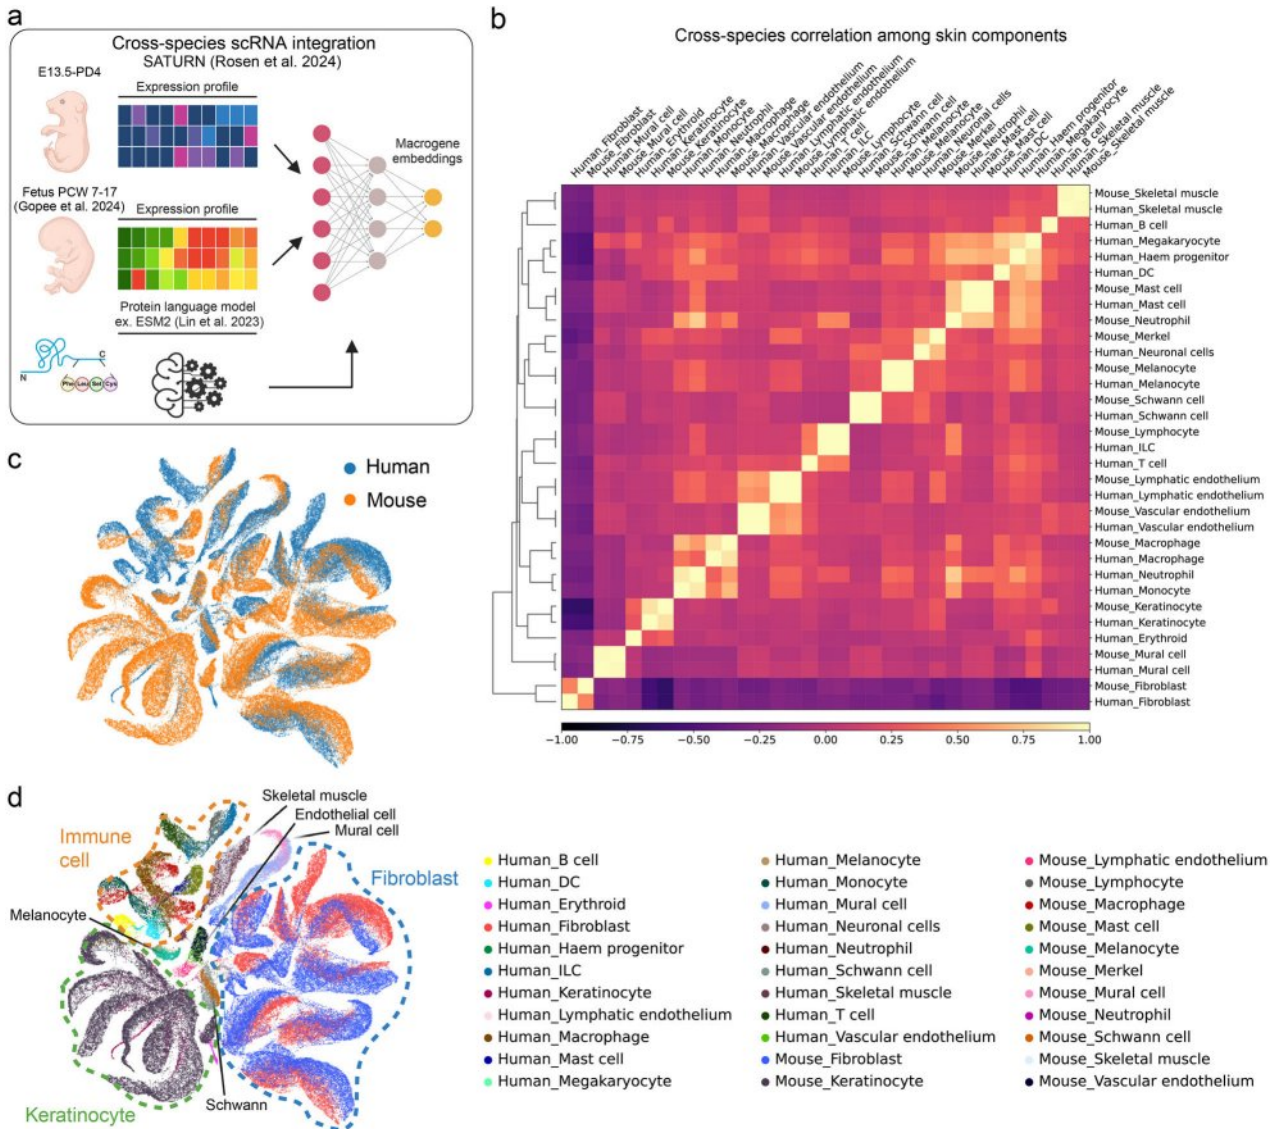 a
Cross-species scRNA integration
SATURN (Rosen et al. 2024)
E13.5-PD4
Expression profile
Macrogene
embeddings
Fetus PCW 7-17
(Gopee et al. 2024)
Expression profile
Protein language model
ex. ESM2 (Lin et al. 2023)
N
C
Phe
Leu
Ser
Cys
b
Cross-species correlation among skin components
Human_Fibroblast
Mouse_Fibroblast
Human_Mural cell
Mouse_Mural cell
Human_Erythroid
Human_Keratinocyte
Mouse_Keratinocyte
Human_Monocyte
Human_Neutrophil
Human_Macrophage
Mouse_Macrophage
Human_Vascular endothelium
Mouse_Vascular endothelium
Human_Lymphatic endothelium
Mouse_Lymphatic endothelium
Human_T cell
Human_ILC
Mouse_Lymphocyte
Human_Schwann cell
Mouse_Schwann cell
Human_Melanocyte
Mouse_Melanocyte
Human_Neuronal cells
Mouse_Merkel
Mouse_Neutrophil
Human_Mast cell
Mouse_Mast cell
Human_DC
Human_Haem progenitor
Human_Megakaryocyte
Human_B cell
Human_Skeletal muscle
Mouse_Skeletal muscle
Mouse_Skeletal muscle
Human_Skeletal muscle
Human_B cell
Human_Megakaryocyte
Human_Haem progenitor
Human_DC
Mouse_Mast cell
Human_Mast cell
Mouse_Neutrophil
Mouse_Merkel
Human_Neuronal cells
Mouse_Melanocyte
Human_Melanocyte
Mouse_Schwann cell
Human_Schwann cell
Mouse_Lymphocyte
Human_ILC
Human_T cell
Mouse_Lymphatic endothelium
Human_Lymphatic endothelium
Mouse_Vascular endothelium
Human_Vascular endothelium
Mouse_Macrophage
Human_Macrophage
Human_Neutrophil
Human_Monocyte
Mouse_Keratinocyte
Human_Keratinocyte
Human_Erythroid
Mouse_Mural cell
Human_Mural cell
Mouse_Fibroblast
Human_Fibroblast
−1.00 −0.75 −0.50 −0.25 0.00 0.25 0.50 0.75 1.00
c
Human
Mouse
d
Skeletal muscle
Endothelial cell
Mural cell
Immune
cell
Fibroblast
Melanocyte
Keratinocyte
Schwann
Human_B cell
Human_DC
Human_Erythroid
Human_Fibroblast
Human_Haem progenitor
Human_ILC
Human_Keratinocyte
Human_Lymphatic endothelium
Human_Macrophage
Human_Mast cell
Human_Megakaryocyte
Human_Melanocyte
Human_Monocyte
Human_Mural cell
Human_Neuronal cells
Human_Neutrophil
Human_Schwann cell
Human_Skeletal muscle
Human_T cell
Human_Vascular endothelium
Mouse_Fibroblast
Mouse_Keratinocyte
Mouse_Lymphatic endothelium
Mouse_Lymphocyte
Mouse_Macrophage
Mouse_Mast cell
Mouse_Melanocyte
Mouse_Merkel
Mouse_Mural cell
Mouse_Neutrophil
Mouse_Schwann cell
Mouse_Skeletal muscle
Mouse_Vascular endothelium